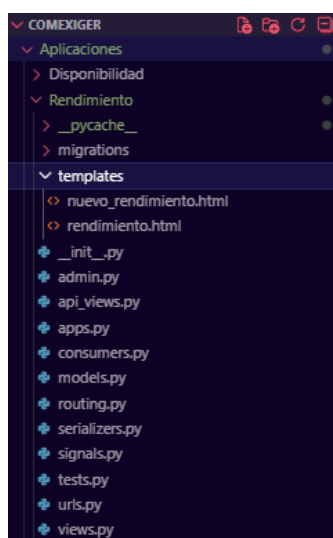 COMEXIGER
Aplicaciones
Disponibilidad
Rendimiento
__pycache__
migrations
templates
nuevo_rendimiento.html
rendimiento.html
__init__.py
admin.py
api_views.py
apps.py
consumers.py
models.py
routing.py
serializers.py
signals.py
tests.py
urls.py
views.py